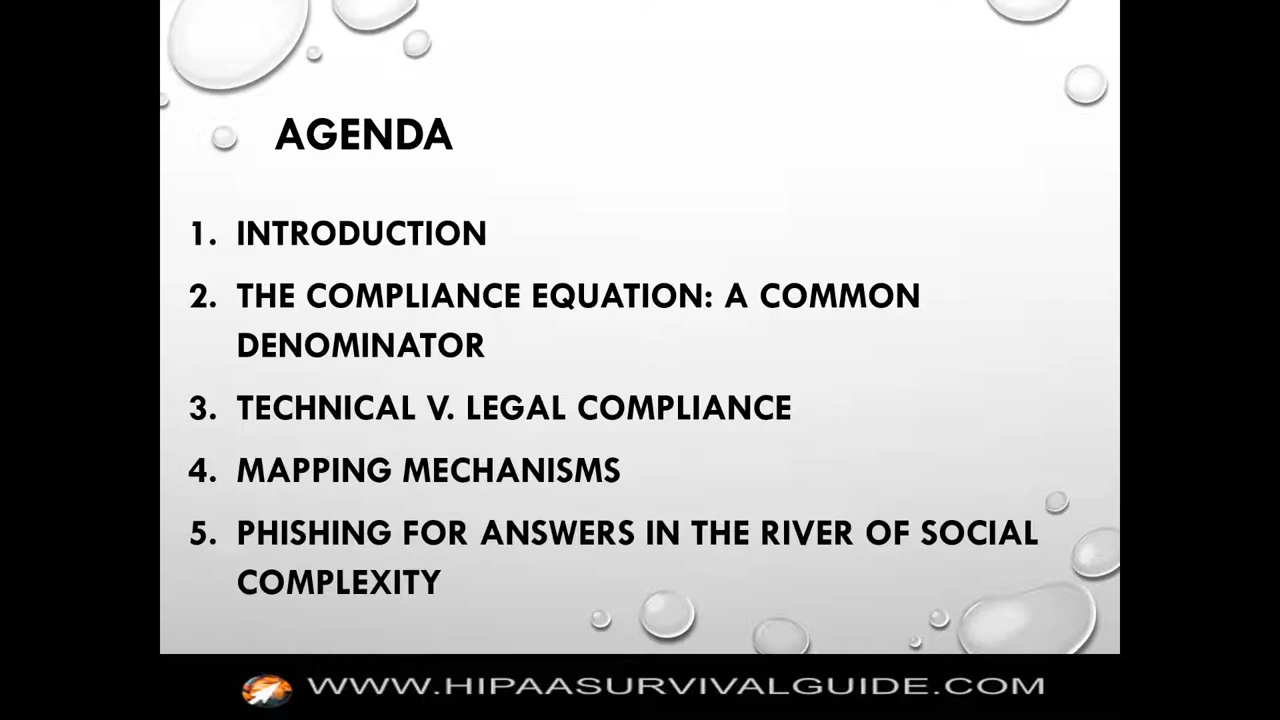 AGENDA
1. INTRODUCTION
2. THE COMPLIANCE EQUATION: A COMMON
DENOMINATOR
3. TECHNICAL V. LEGAL COMPLIANCE
4. MAPPING MECHANISMS
5. PHISHING FOR ANSWERS IN THE RIVER OF SOCIAL
COMPLEXITY
WWW.HIPAASURVIVALGUIDE.COM